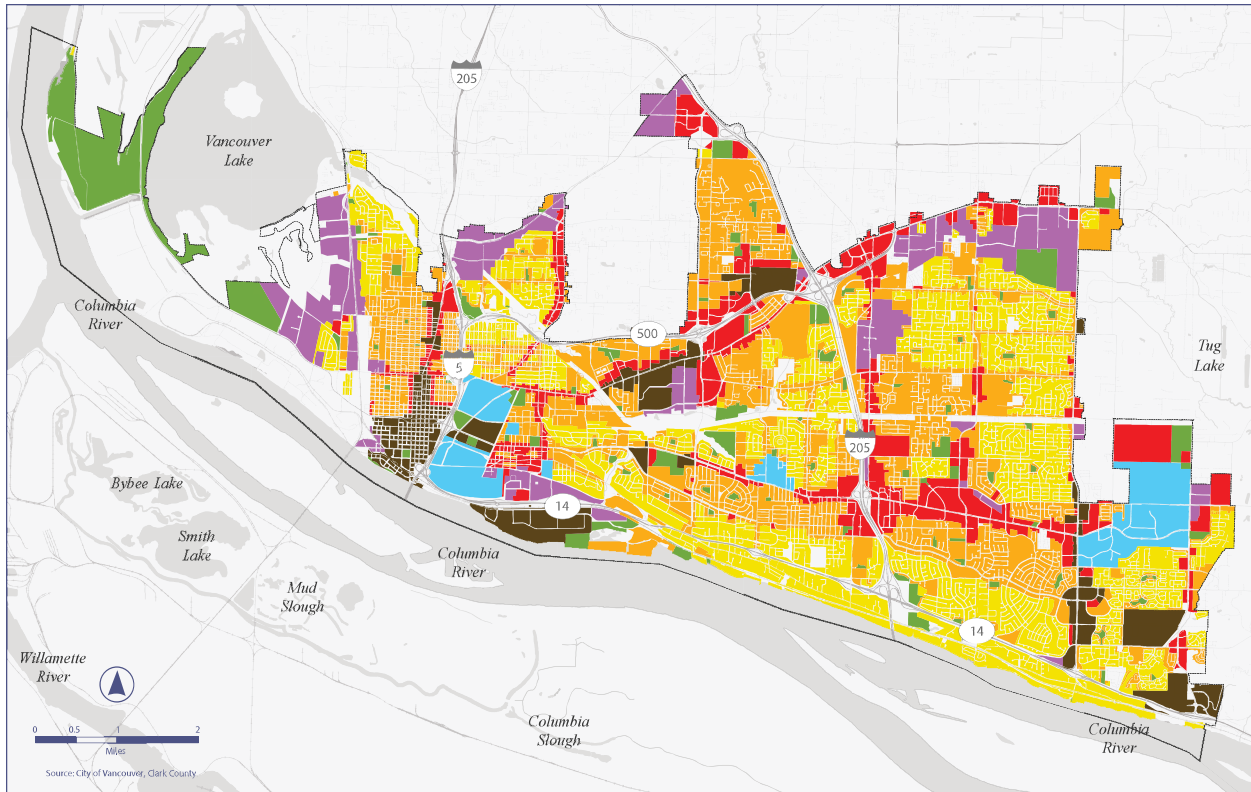 205
Vancouver
Lake
Columbia
River
500
Tug
Lake
5
205
Bybee Lake
14
Smith
Lake
Columbia
River
Mud
Slough
14
Willamette
River
Columbia
Slough
Columbia
River
0 0.5 1 2
Miles
Source: City of Vancouver, Clark County